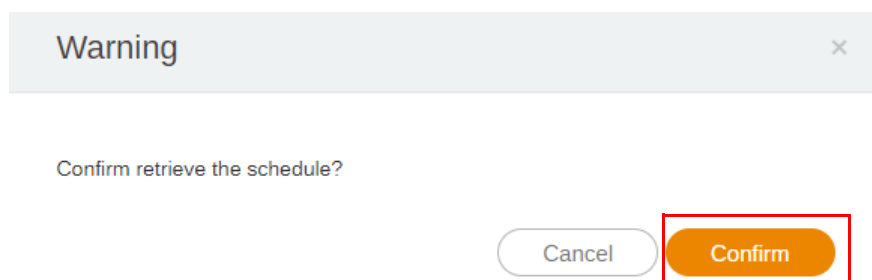 Warning
×
Confirm retrieve the schedule?
Cancel
Confirm